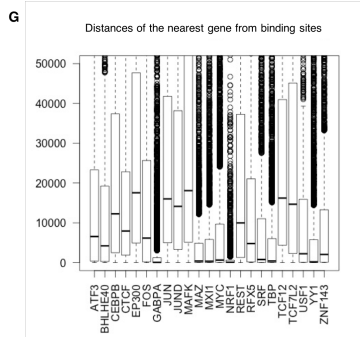 G
Distances of the nearest gene from binding sites
50000
40000
30000
20000
10000
0
ATF3
BHLHE40
CEBPB
CTCF
EP300
FOS
GABPA
JUN
JUND
MAFK
MAZ
MXI1
MYC
NRF1
REST
RFX5
SRF
TBP
TCF12
TCF7L2
USF1
YY1
ZNF143